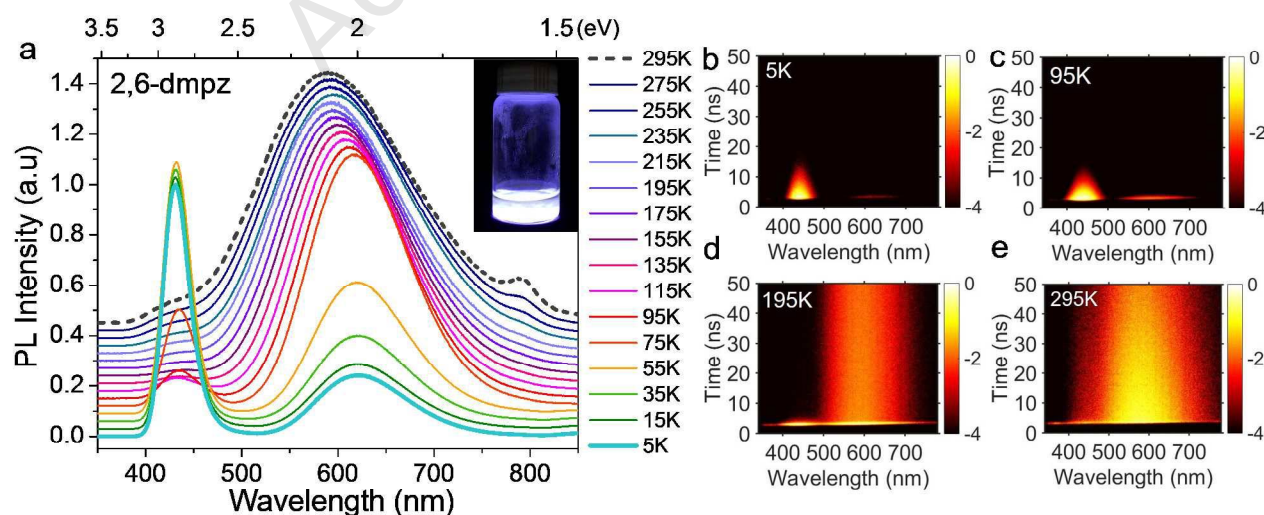 3.5 3 2.5 2 1.5 (eV)
a
2,6-dmpz
PL Intensity (a.u)
1.4
1.2
1.0
0.8
0.6
0.4
0.2
0.0
400 500 600 700 800
Wavelength (nm)
295K
275K
255K
235K
215K
195K
175K
155K
135K
115K
95K
75K
55K
35K
15K
5K
b
5K
Time (ns)
50
40
30
20
10
0
400 500 600 700
Wavelength (nm)
0
-2
-4
c
95K
Time (ns)
50
40
30
20
10
0
400 500 600 700
Wavelength (nm)
0
-2
-4
d
195K
Time (ns)
50
40
30
20
10
0
400 500 600 700
Wavelength (nm)
0
-2
-4
e
295K
Time (ns)
50
40
30
20
10
0
400 500 600 700
Wavelength (nm)
0
-2
-4